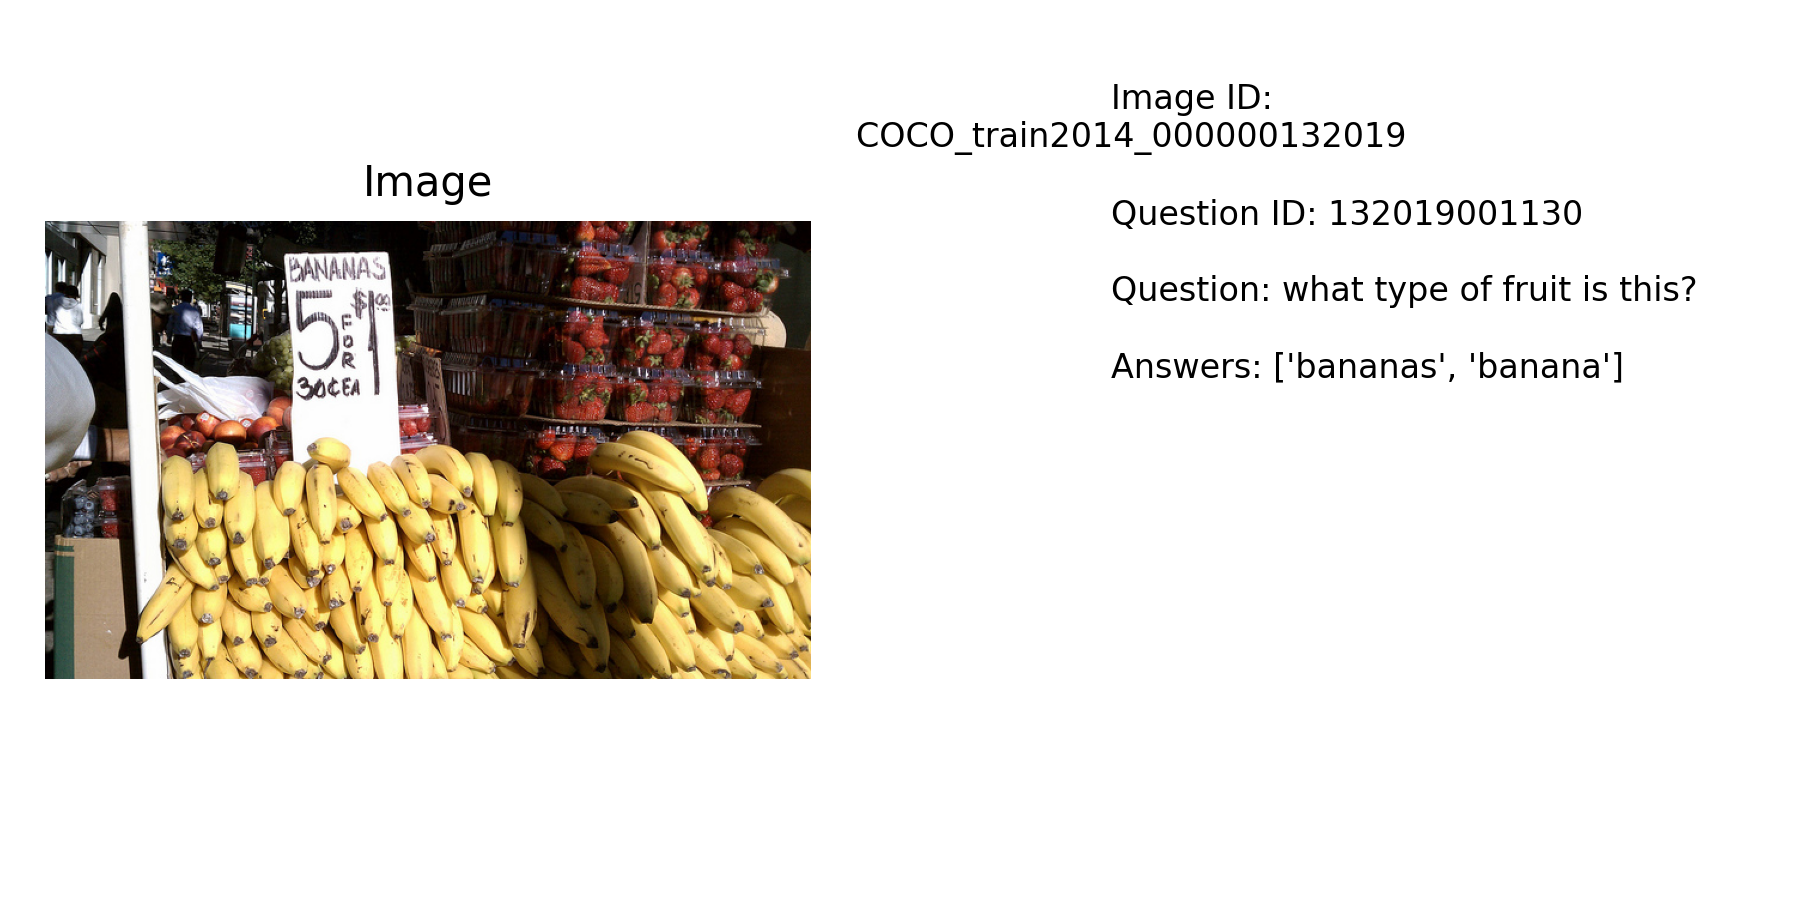 Image
BANANAS
5 FOR $1.00
30¢ EA
Image ID:
COCO_train2014_000000132019
Question ID: 132019001130
Question: what type of fruit is this?
Answers: ['bananas', 'banana']